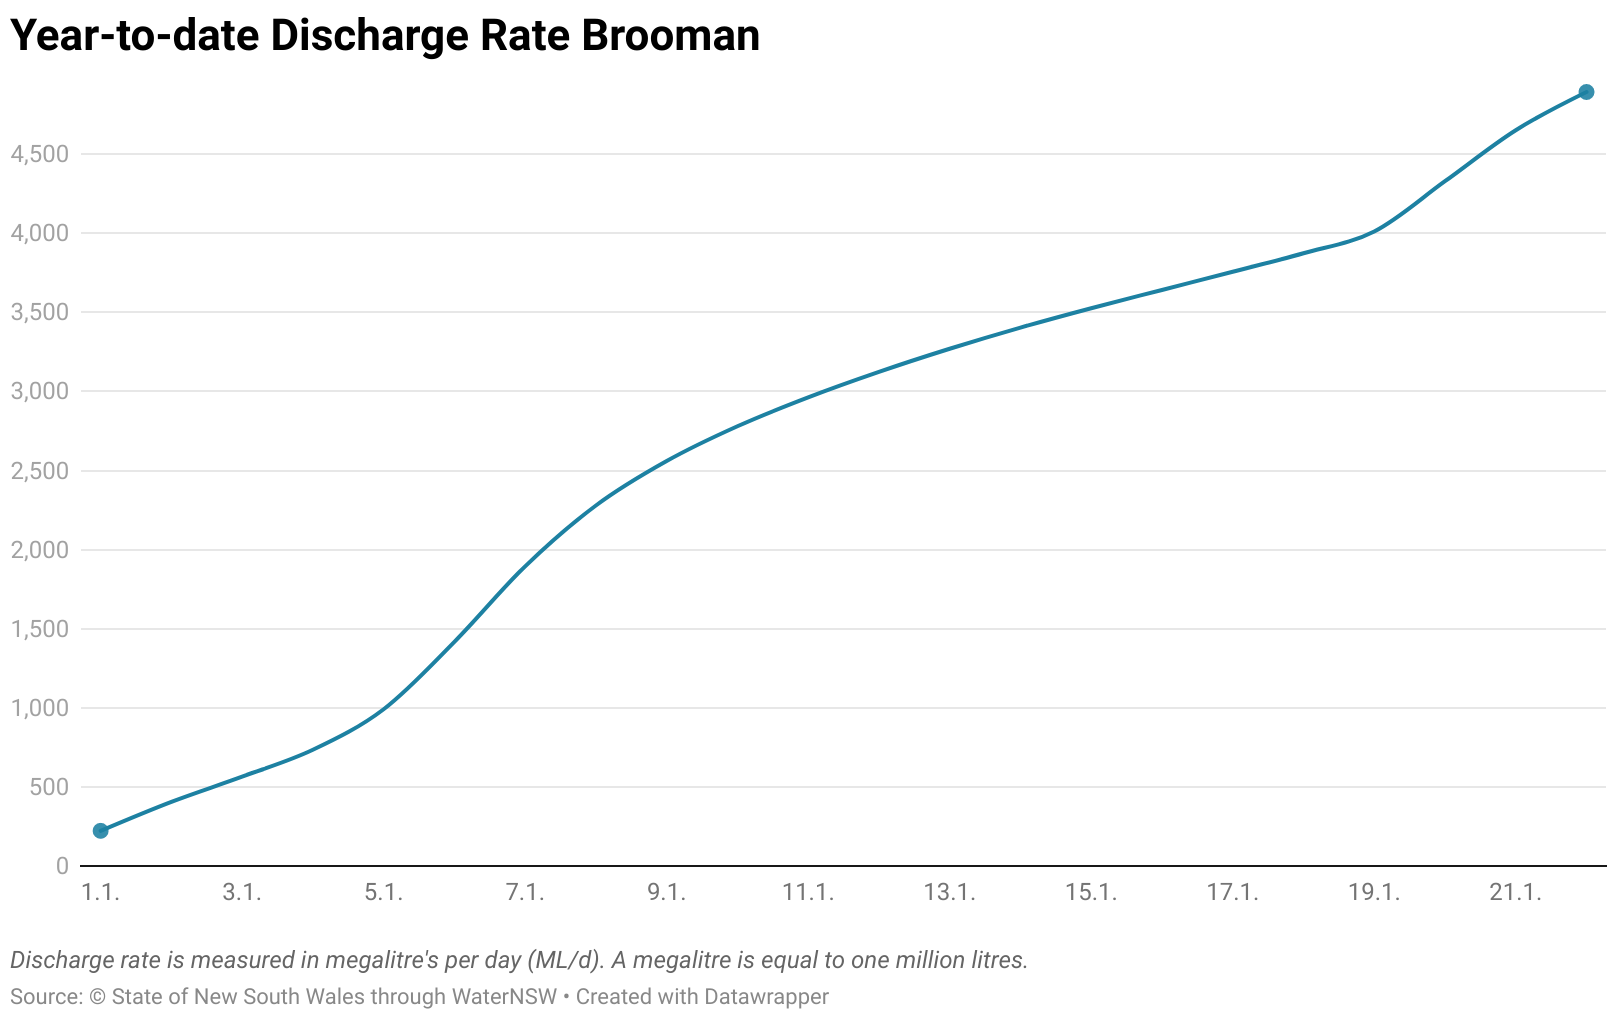 Year-to-date Discharge Rate Brooman
4,500
4,000
3,500
3,000
2,500
2,000
1,500
1,000
500
0
1.1. 3.1. 5.1. 7.1. 9.1. 11.1. 13.1. 15.1. 17.1. 19.1. 21.1.
Discharge rate is measured in megalitre's per day (ML/d). A megalitre is equal to one million litres.
Source: © State of New South Wales through WaterNSW • Created with Datawrapper